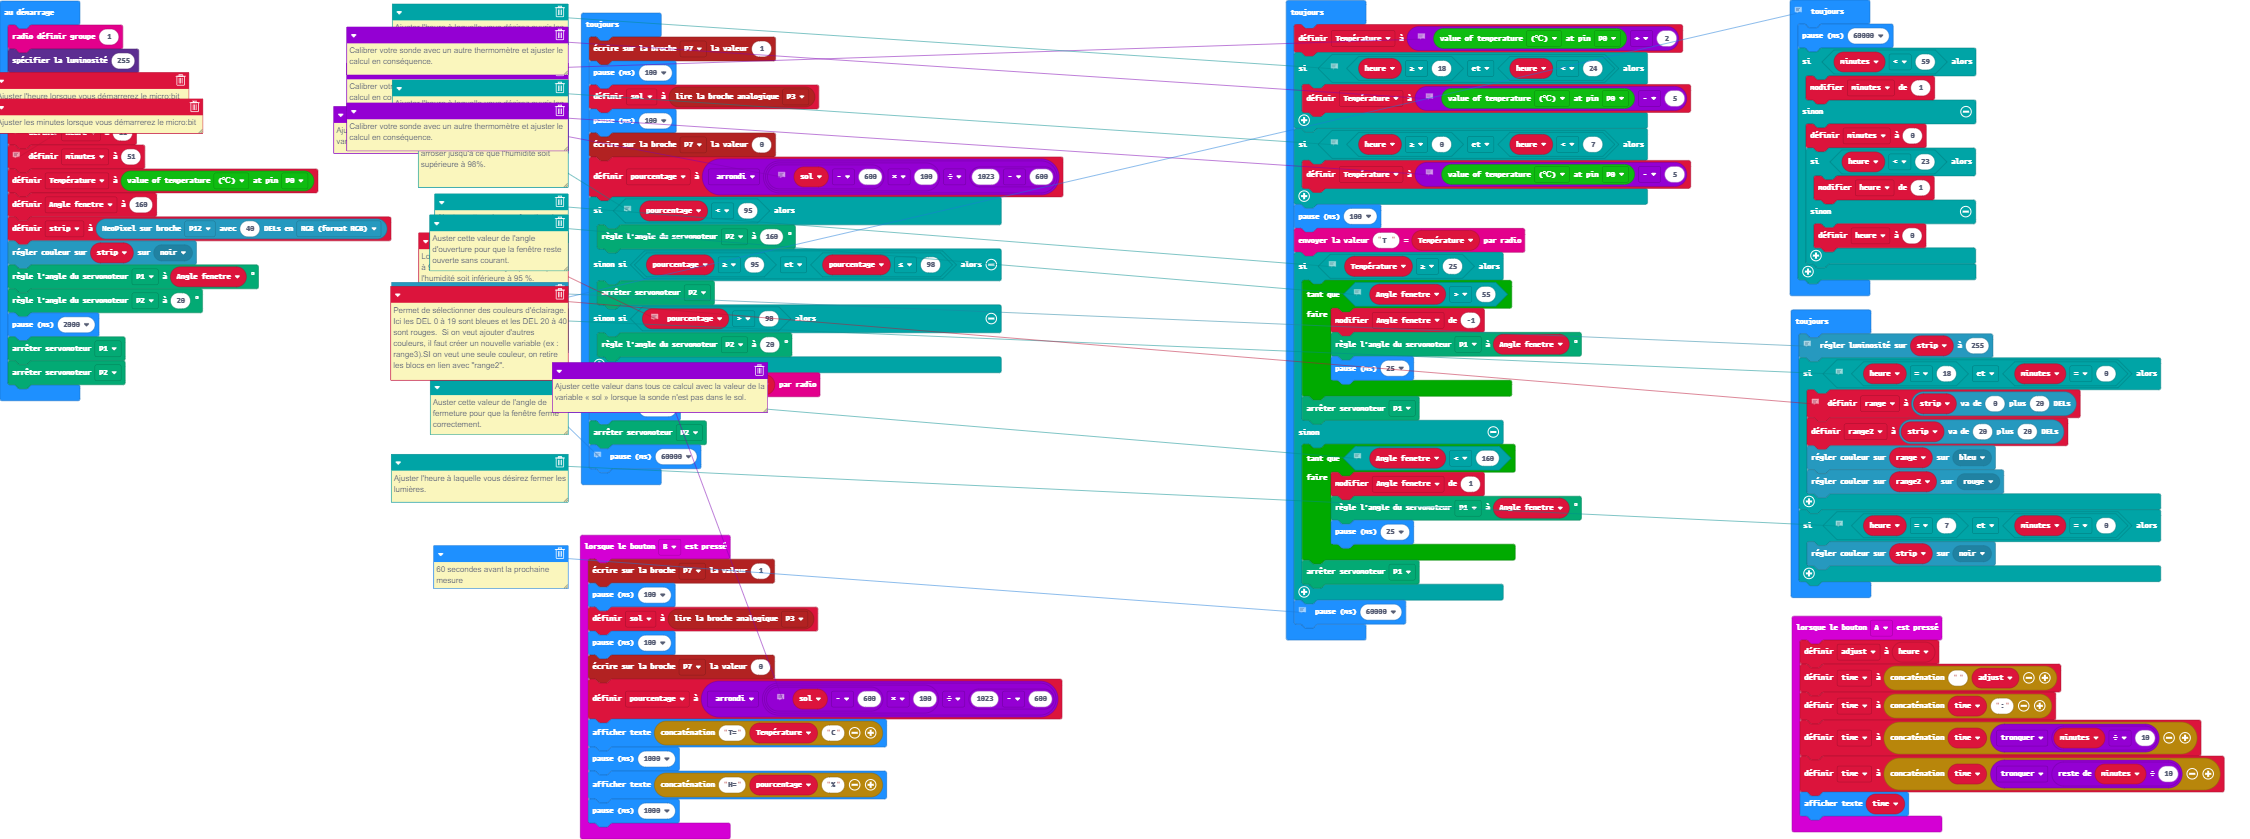 au démarrage
radio définir groupe 1
spécifier la luminosité 255
Ajuster l'heure lorsque vous démarrerez le micro:bit
Ajuster les minutes lorsque vous démarrerez le micro:bit
définir minutes à 51
définir Température à value of temperature (°C) at pin P0
définir Angle fenetre à 160
définir strip à NeoPixel sur broche P12 avec 40 DELs en RGB (format RGB)
régler couleur sur strip sur noir
règle l'angle du servomoteur P1 à Angle fenetre °
règle l'angle du servomoteur P2 à 20 °
pause (ms) 2000
arrêter servomoteur P1
arrêter servomoteur P2
Calibrer votre sonde avec un autre thermomètre et ajuster le
calcul en conséquence.
Calibrer votre sonde avec un autre thermomètre et ajuster le
calcul en conséquence.
arroser jusqu'à ce que l'humidité soit
supérieure à 98%.
Auster cette valeur de l'angle
d'ouverture pour que la fenêtre reste
ouverte sans courant.
l'humidité soit inférieure à 95 %.
Permet de sélectionner des couleurs d'éclairage.
Ici les DEL 0 à 19 sont bleues et les DEL 20 à 40
sont rouges. Si on veut ajouter d'autres
couleurs, il faut créer un nouvelle variable (ex :
range3).SI on veut une seule couleur, on retire
les blocs en lien avec "range2".
Auster cette valeur de l'angle de
fermeture pour que la fenêtre ferme
correctement.
Ajuster cette valeur dans tous ce calcul avec la valeur de la
variable « sol » lorsque la sonde n'est pas dans le sol.
Ajuster l'heure à laquelle vous désirez fermer les
lumières.
60 secondes avant la prochaine
mesure
toujours
écrire sur la broche P7 la valeur 1
pause (ms) 100
définir sol à lire la broche analogique P3
pause (ms) 100
écrire sur la broche P7 la valeur 0
définir pourcentage à arrondi sol - 600 × 100 ÷ 1023 - 600
si pourcentage < 95 alors
règle l'angle du servomoteur P2 à 160 °
sinon si pourcentage ≥ 95 et pourcentage ≤ 98 alors
arrêter servomoteur P2
sinon si pourcentage > 98 alors
règle l'angle du servomoteur P2 à 20 °
par radio
arrêter servomoteur P2
pause (ms) 60000
lorsque le bouton B est pressé
écrire sur la broche P7 la valeur 1
pause (ms) 100
définir sol à lire la broche analogique P3
pause (ms) 100
écrire sur la broche P7 la valeur 0
définir pourcentage à arrondi sol - 600 × 100 ÷ 1023 - 600
afficher texte concaténation "T=" Température "C"
pause (ms) 1000
afficher texte concaténation "H=" pourcentage "%"
pause (ms) 1000
toujours
définir Température à value of temperature (°C) at pin P0 - 2
si heure ≥ 18 et heure < 24 alors
définir Température à value of temperature (°C) at pin P0 - 5
si heure ≥ 0 et heure < 7 alors
définir Température à value of temperature (°C) at pin P0 - 5
pause (ms) 100
envoyer la valeur "T" = Température par radio
si Température ≥ 25 alors
tant que Angle fenetre > 55
faire modifier Angle fenetre de -1
règle l'angle du servomoteur P1 à Angle fenetre °
pause (ms) 25
arrêter servomoteur P1
sinon
tant que Angle fenetre < 160
faire modifier Angle fenetre de 1
règle l'angle du servomoteur P1 à Angle fenetre °
pause (ms) 25
arrêter servomoteur P1
pause (ms) 60000
toujours
pause (ms) 60000
si minutes < 59 alors
modifier minutes de 1
sinon
définir minutes à 0
si heure < 23 alors
modifier heure de 1
sinon
définir heure à 0
toujours
régler luminosité sur strip à 255
si heure = 18 et minutes = 0 alors
définir range à strip va de 0 plus 20 DELs
définir range2 à strip va de 20 plus 20 DELs
régler couleur sur range sur bleu
régler couleur sur range2 sur rouge
si heure = 7 et minutes = 0 alors
régler couleur sur strip sur noir
lorsque le bouton A est pressé
définir adjust à heure
définir time à concaténation "" adjust
définir time à concaténation time ":"
définir time à concaténation time tronquer minutes ÷ 10
définir time à concaténation time tronquer reste de minutes ÷ 10
afficher texte time